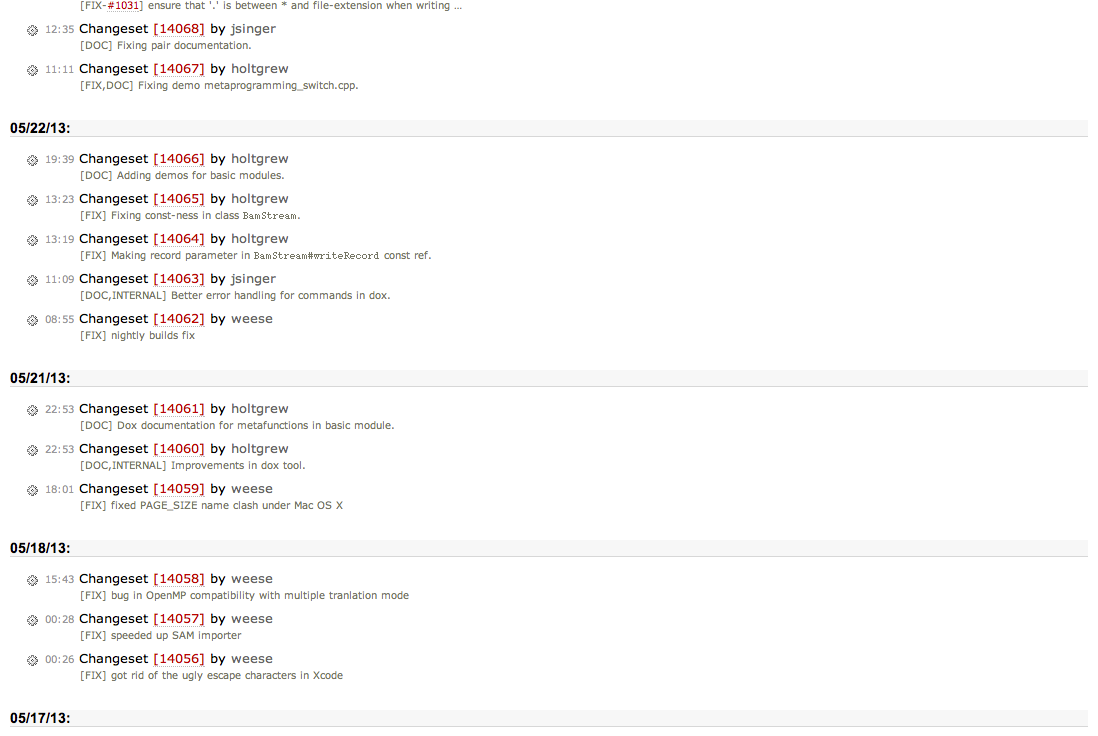 [FIX-#1031] ensure that '.' is between * and file-extension when writing …
12:35 Changeset [14068] by jsinger
[DOC] Fixing pair documentation.
11:11 Changeset [14067] by holtgrew
[FIX,DOC] Fixing demo metaprogramming_switch.cpp.
05/22/13:
19:39 Changeset [14066] by holtgrew
[DOC] Adding demos for basic modules.
13:23 Changeset [14065] by holtgrew
[FIX] Fixing const-ness in class BamStream.
13:19 Changeset [14064] by holtgrew
[FIX] Making record parameter in BamStream#writeRecord const ref.
11:09 Changeset [14063] by jsinger
[DOC,INTERNAL] Better error handling for commands in dox.
08:55 Changeset [14062] by weese
[FIX] nightly builds fix
05/21/13:
22:53 Changeset [14061] by holtgrew
[DOC] Dox documentation for metafunctions in basic module.
22:53 Changeset [14060] by holtgrew
[DOC,INTERNAL] Improvements in dox tool.
18:01 Changeset [14059] by weese
[FIX] fixed PAGE_SIZE name clash under Mac OS X
05/18/13:
15:43 Changeset [14058] by weese
[FIX] bug in OpenMP compatibility with multiple tranlation mode
00:28 Changeset [14057] by weese
[FIX] speeded up SAM importer
00:26 Changeset [14056] by weese
[FIX] got rid of the ugly escape characters in Xcode
05/17/13: